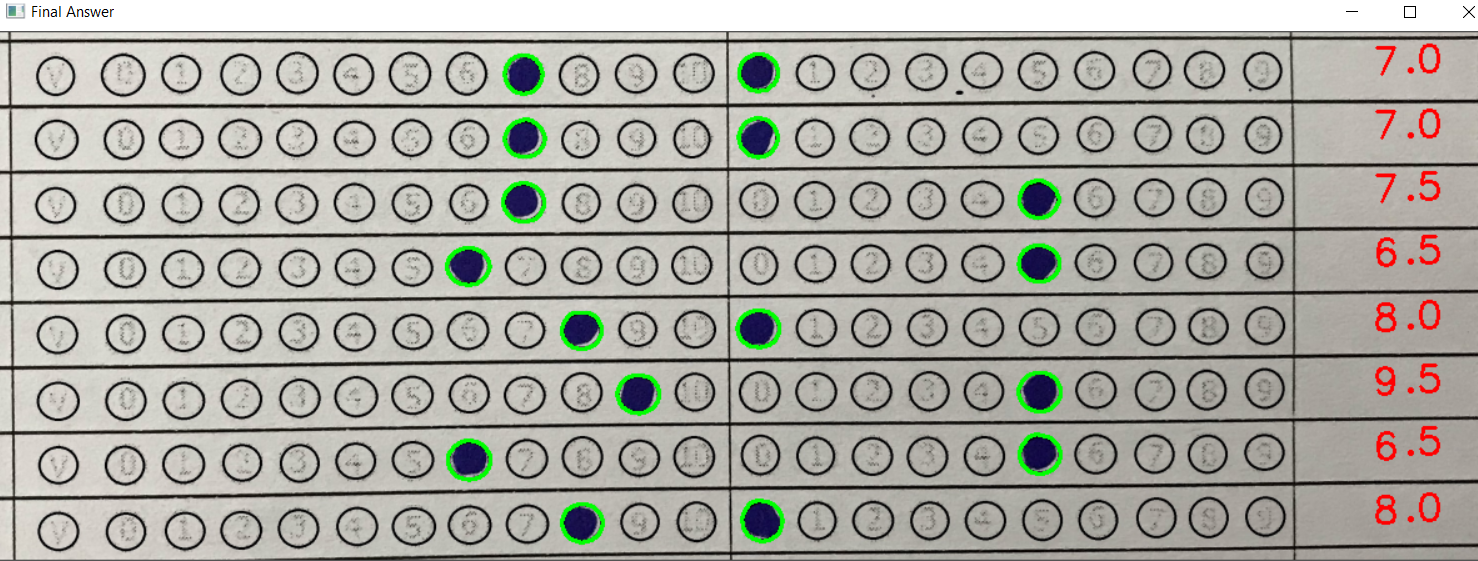 Final Answer
V 0 1 2 3 4 5 6 8 9 10 1 2 3 4 5 6 7 8 9 7.0
V 0 1 2 3 4 5 6 8 9 10 1 2 3 4 5 6 7 8 9 7.0
V 0 1 2 3 4 5 6 8 9 10 0 1 2 3 4 6 7 8 9 7.5
V 0 1 2 3 4 5 7 8 9 10 0 1 2 3 4 6 7 8 9 6.5
V 0 1 2 3 4 5 6 7 9 10 1 2 3 4 5 6 7 8 9 8.0
V 0 1 2 3 4 5 6 7 8 10 0 1 2 3 4 6 7 8 9 9.5
V 0 1 2 3 4 5 7 8 9 10 0 1 2 3 4 6 7 8 9 6.5
V 0 1 2 3 4 5 6 7 9 10 1 2 3 4 5 6 7 8 9 8.0